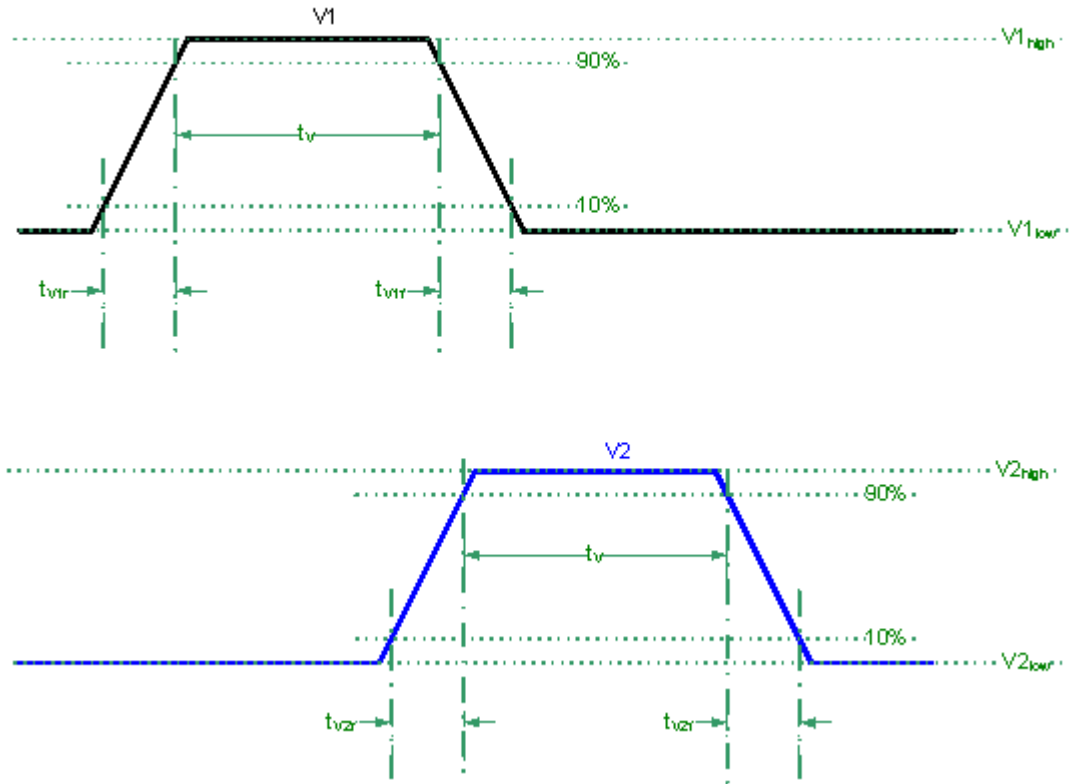 V1
V1high
90%
tV
10%
V1low
tV1r
tV1f
V2
V2high
90%
tV
10%
V2low
tV2r
tV2f